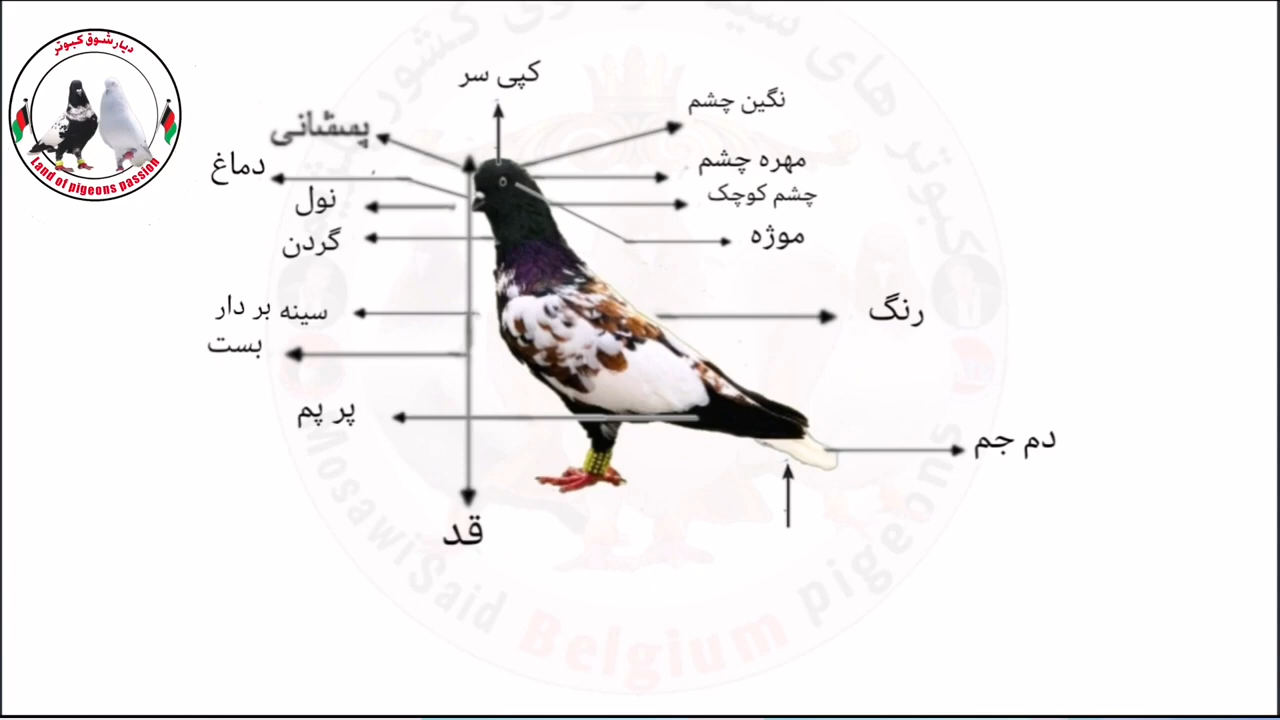 دیار شوق کبوتر
Land of pigeons passion
کپی سر
نگین چشم
پیشانی
مهره چشم
دماغ
چشم کوچک
نول
موژه
گردن
سینه بر دار
رنگ
بست
پر پم
دم جم
قد
Mosawi Said Belgium pigeons